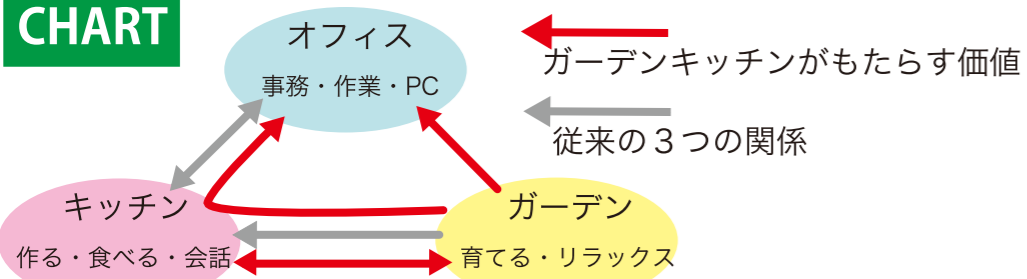 CHART
オフィス
事務・作業・PC
ガーデンキッチンがもたらす価値
従来の３つの関係
キッチン
作る・食べる・会話
ガーデン
育てる・リラックス